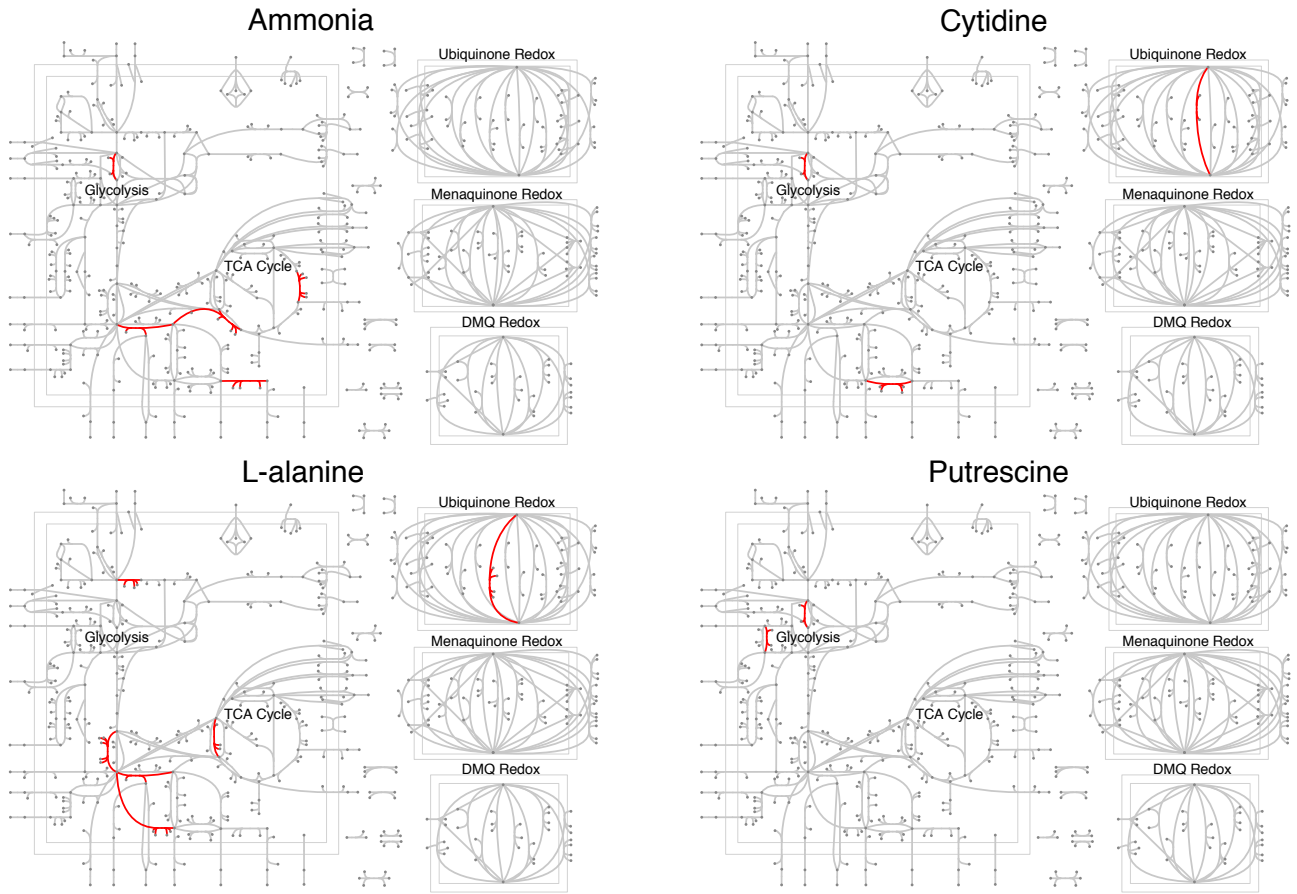 Ammonia
Ubiquinone Redox
Glycolysis
Menaquinone Redox
TCA Cycle
DMQ Redox
Cytidine
Ubiquinone Redox
Glycolysis
Menaquinone Redox
TCA Cycle
DMQ Redox
L-alanine
Ubiquinone Redox
Glycolysis
Menaquinone Redox
TCA Cycle
DMQ Redox
Putrescine
Ubiquinone Redox
Glycolysis
Menaquinone Redox
TCA Cycle
DMQ Redox